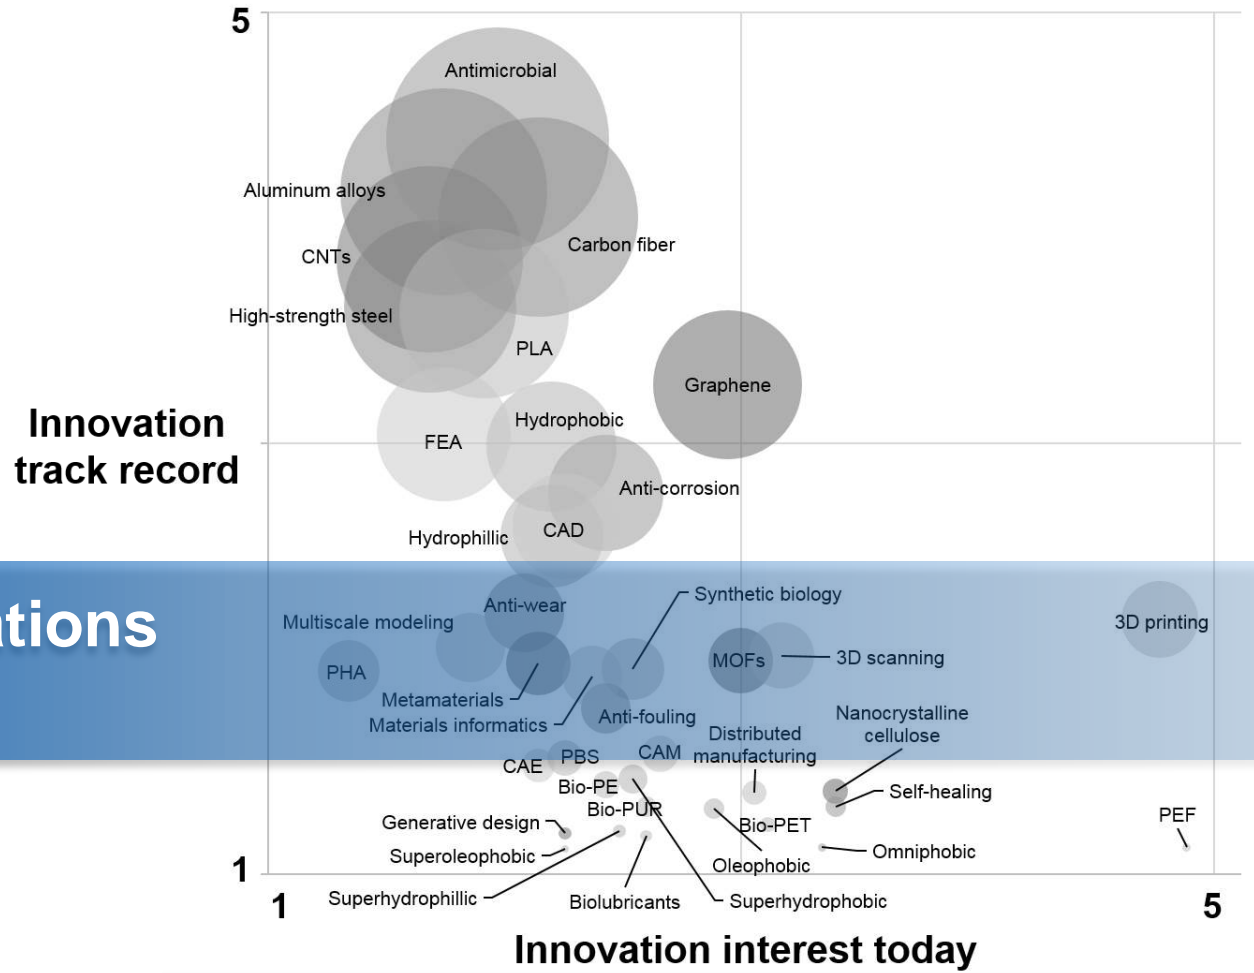 5
Antimicrobial
Aluminum alloys
Carbon fiber
CNTs
High-strength steel
PLA
Graphene
Innovation
track record
Hydrophobic
FEA
Anti-corrosion
CAD
Hydrophillic
Synthetic biology
Anti-wear
Multiscale modeling
3D printing
MOFs
3D scanning
PHA
Metamaterials
Materials informatics
Anti-fouling
Nanocrystalline
cellulose
Distributed
manufacturing
PBS
CAM
CAE
Bio-PE
Self-healing
Bio-PUR
PEF
Generative design
Bio-PET
Superoleophobic
Omniphobic
Oleophobic
1
Superhydrophillic
Biolubricants
Superhydrophobic
1
5
Innovation interest today